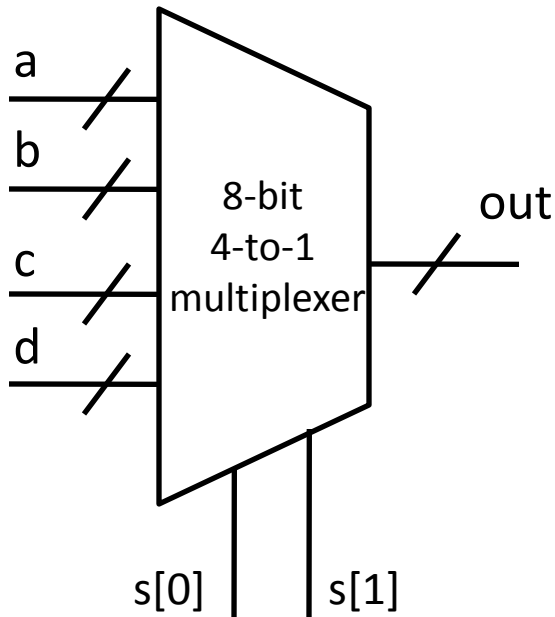 a
b
c
d
8-bit
4-to-1
multiplexer
out
s[0]
s[1]